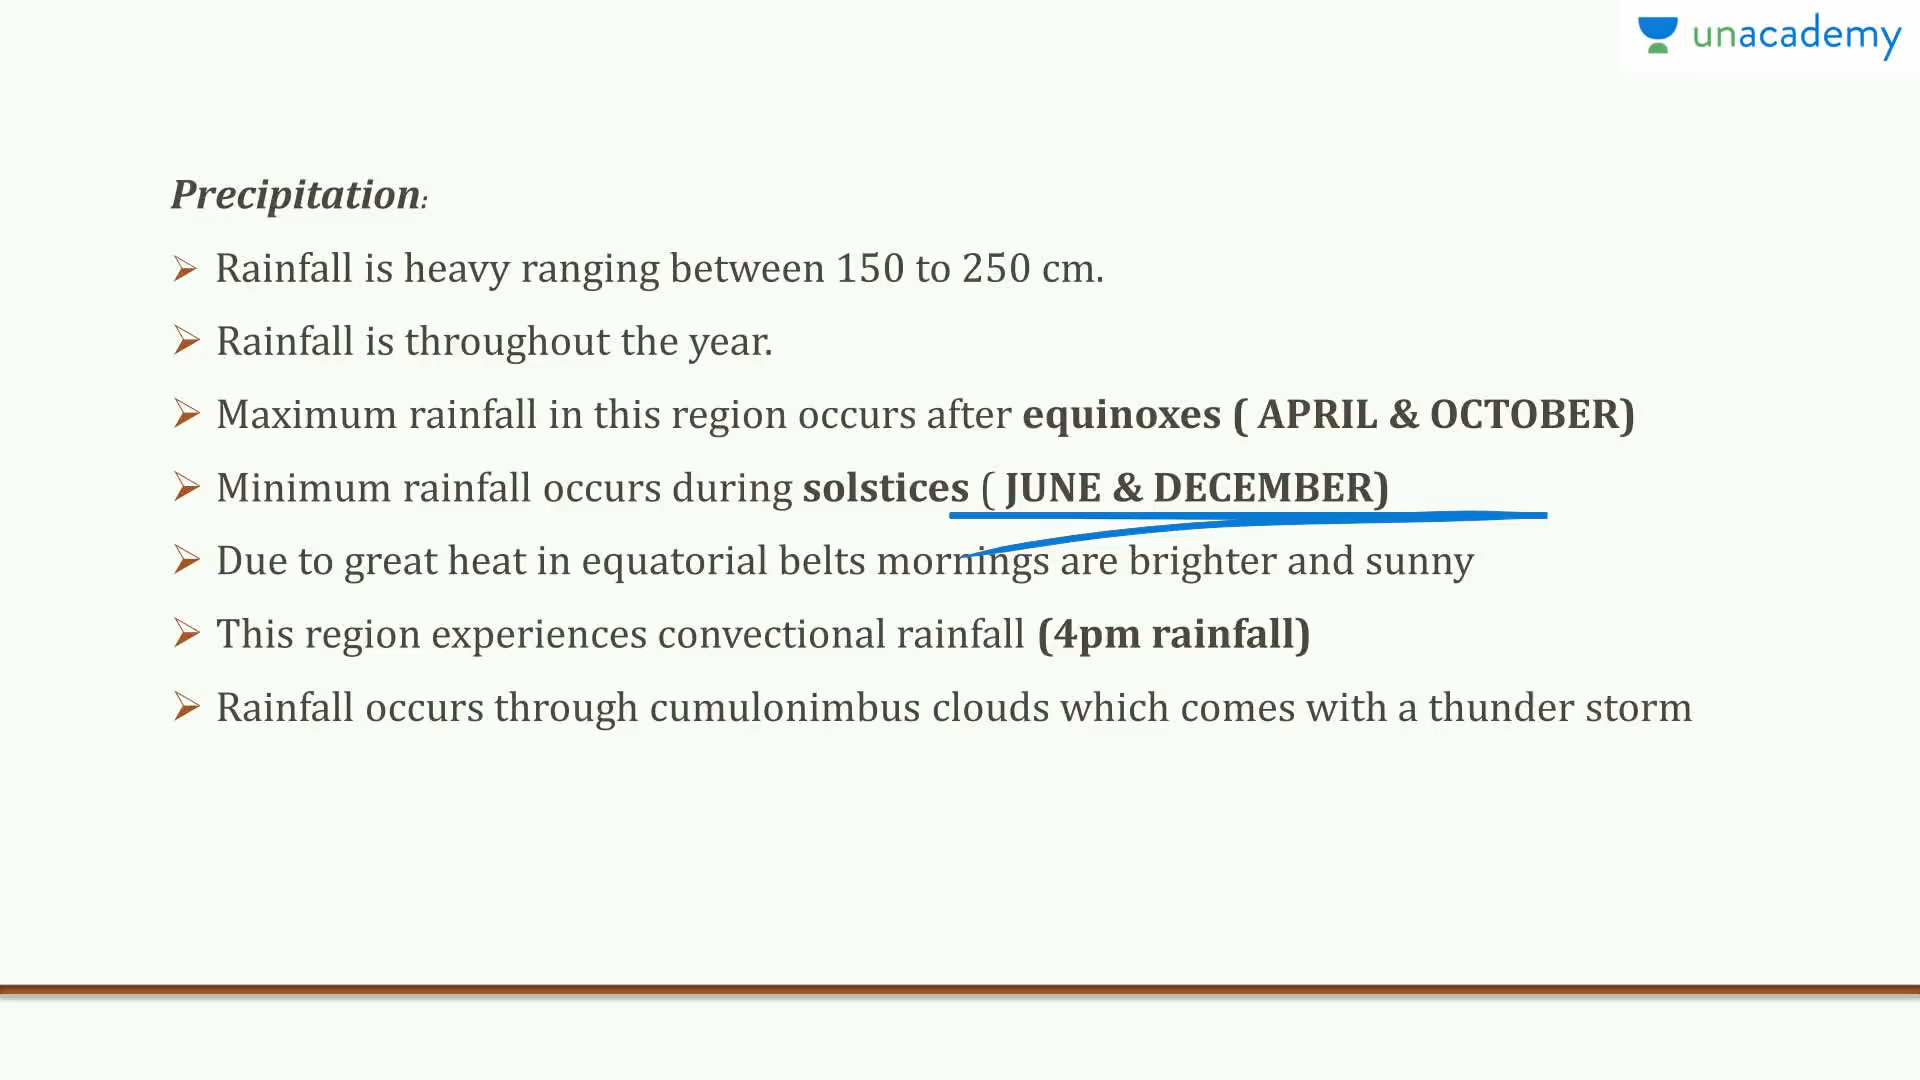 unacademy
Precipitation:
Rainfall is heavy ranging between 150 to 250 cm.
Rainfall is throughout the year.
Maximum rainfall in this region occurs after equinoxes ( APRIL & OCTOBER)
Minimum rainfall occurs during solstices ( JUNE & DECEMBER)
Due to great heat in equatorial belts mornings are brighter and sunny
This region experiences convectional rainfall (4pm rainfall)
Rainfall occurs through cumulonimbus clouds which comes with a thunder storm